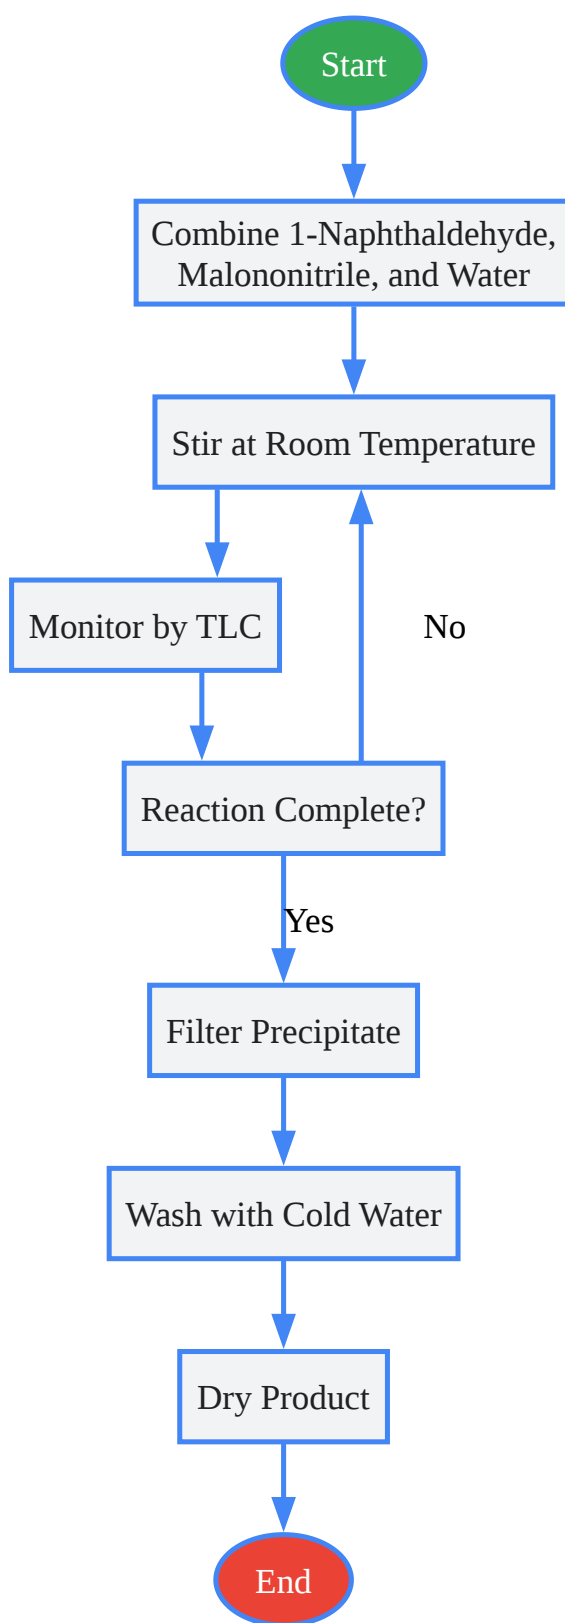 Start
Combine 1-Naphthaldehyde,
Malononitrile, and Water
Stir at Room Temperature
Monitor by TLC
No
Reaction Complete?
Yes
Filter Precipitate
Wash with Cold Water
Dry Product
End